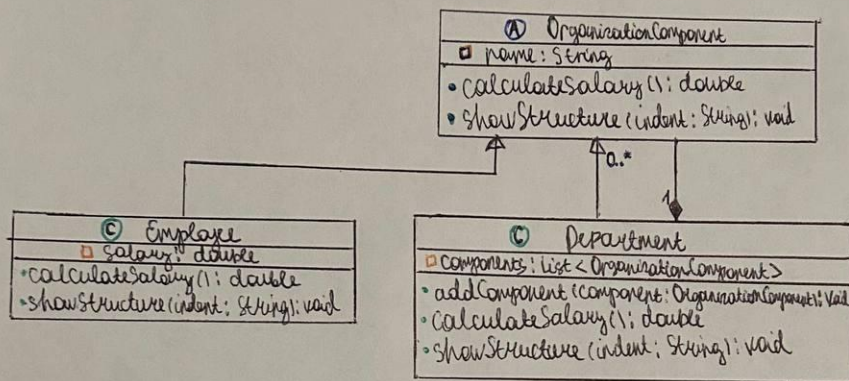 A OrganizationComponent
name: String
calculateSalary(): double
showStructure(indent: String): void
0..*
1
C Employee
salary: double
calculateSalary(): double
showStructure(indent: String): void
C Department
components: List<OrganizationComponent>
addComponent(component: OrganizationComponent): void
calculateSalary(): double
showStructure(indent: String): void